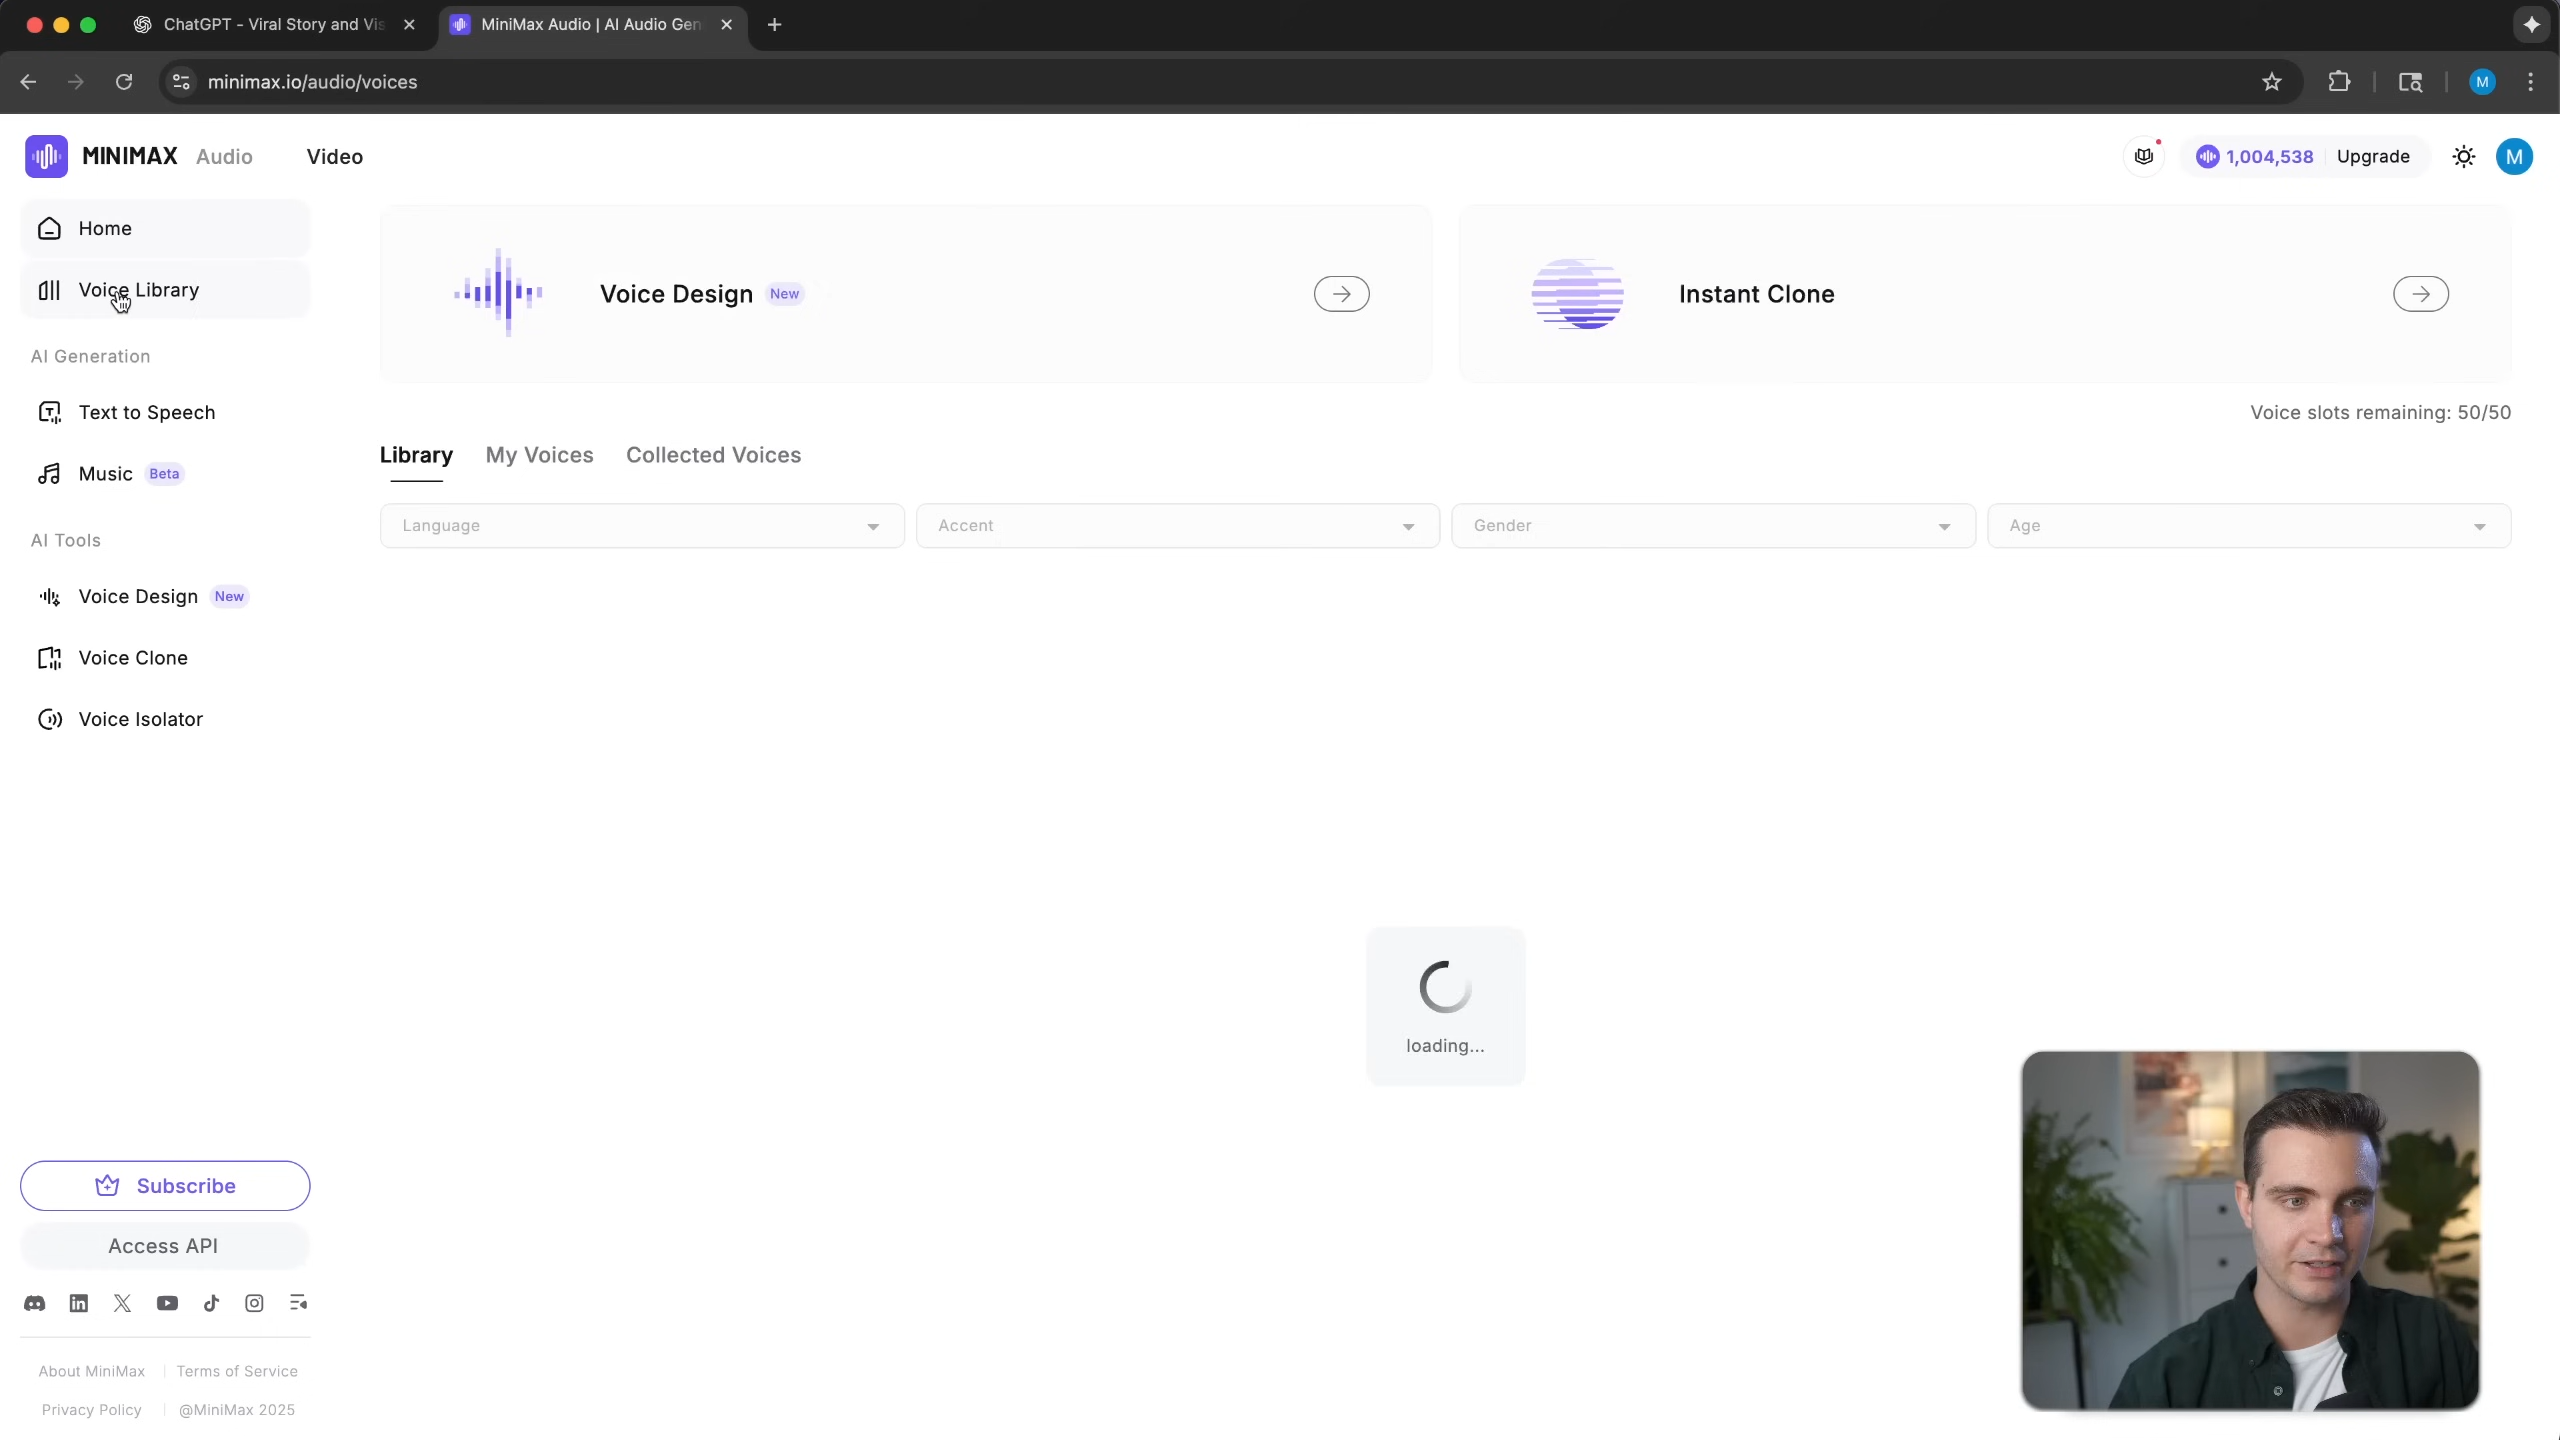 ChatGPT - Viral Story and Vis
MiniMax Audio | AI Audio Gen
minimax.io/audio/voices
M
MINIMAX Audio Video
1,004,538 Upgrade
M
Home
Voice Library
AI Generation
Text to Speech
Music Beta
AI Tools
Voice Design New
Voice Clone
Voice Isolator
Subscribe
Access API
About MiniMax
Terms of Service
Privacy Policy
@MiniMax 2025
Voice Design New
Instant Clone
Voice slots remaining: 50/50
Library My Voices Collected Voices
Language Accent Gender Age
loading...